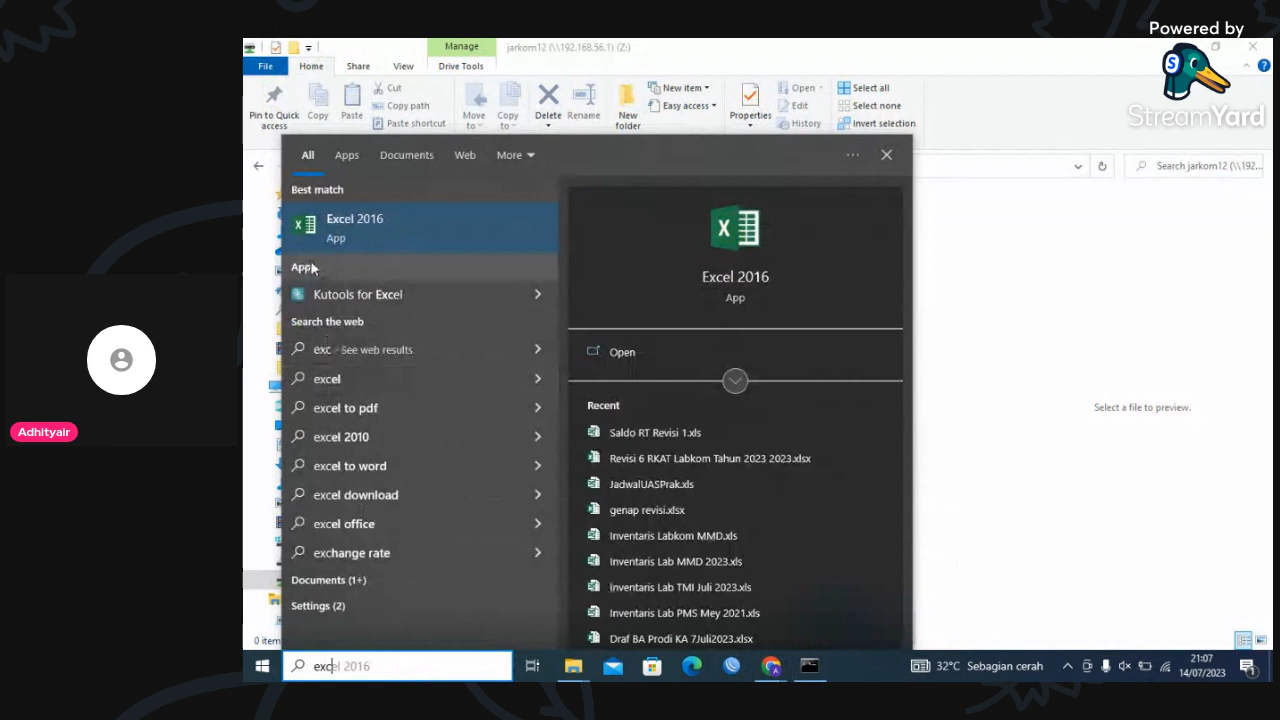 Powered by
StreamYard
Manage
jarkom12 (\\192.168.56.1) (Z:)
File
Home
Share
View
Drive Tools
Pin to Quick access
Copy
Paste
Cut
Copy path
Paste shortcut
Move to
Copy to
Delete
Rename
New folder
New item
Easy access
Properties
Open
Edit
History
Select all
Select none
Invert selection
Search jarkom12 (\\192...
All
Apps
Documents
Web
More
Best match
Excel 2016
App
Apps
Kutools for Excel
Search the web
exc - See web results
excel
excel to pdf
excel 2010
excel to word
excel download
excel office
exchange rate
Documents (1+)
Settings (2)
Excel 2016
App
Open
Recent
Saldo RT Revisi 1.xls
Revisi 6 RKAT Labkom Tahun 2023 2023.xlsx
JadwalUASPrak.xls
genap revisi.xlsx
Inventaris Labkom MMD.xls
Inventaris Lab MMD 2023.xls
Inventaris Lab TMI Juli 2023.xls
Inventaris Lab PMS Mey 2021.xls
Draf BA Prodi KA 7Juli2023.xlsx
Select a file to preview.
Adhityair
0 item
excel 2016
32°C Sebagian cerah
21:07
14/07/2023
1